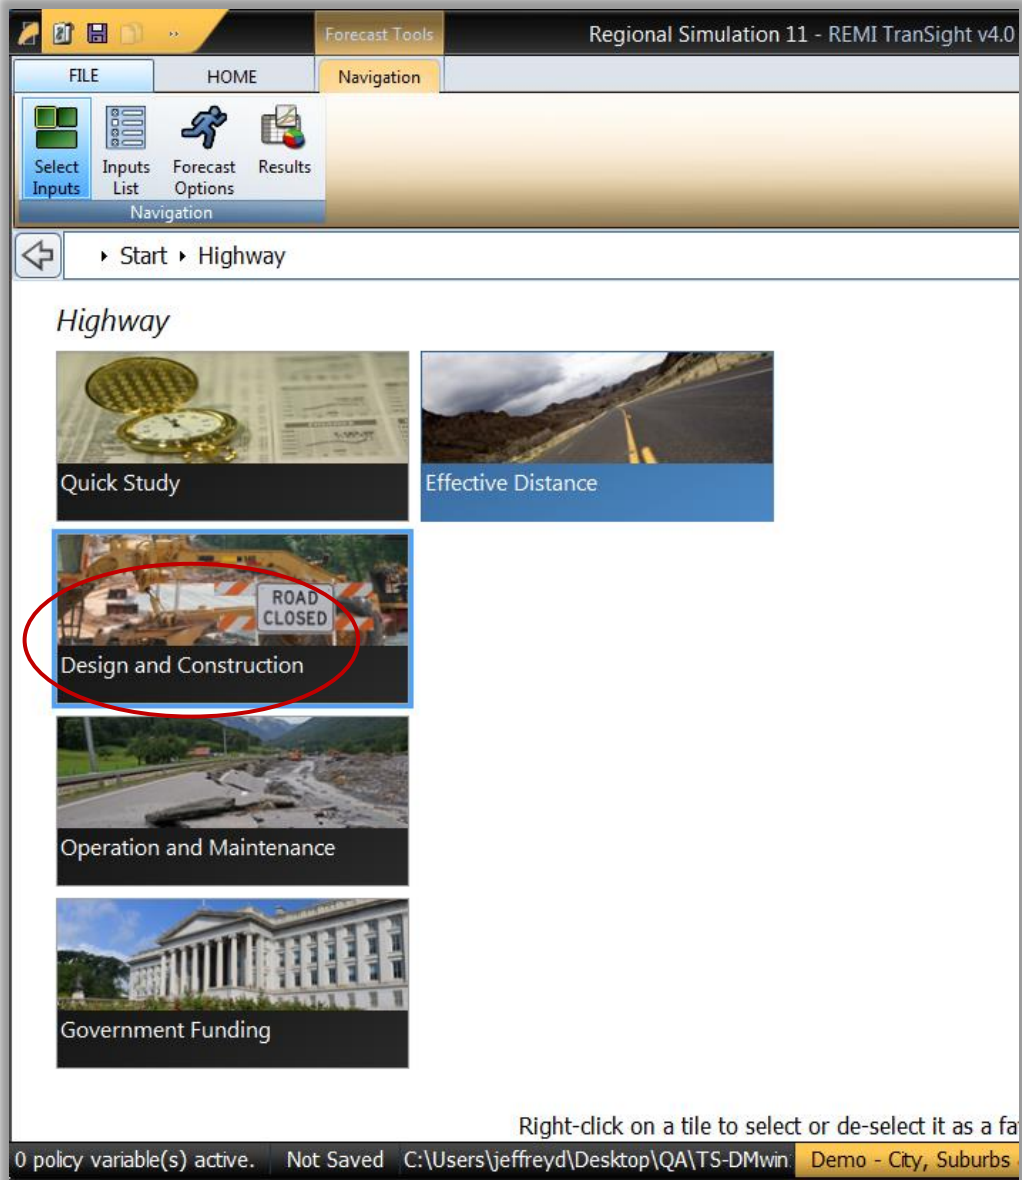 Forecast Tools
Regional Simulation 11 - REMI TranSight v4.0
FILE
HOME
Navigation
Select Inputs
Inputs List
Forecast Options
Results
Navigation
Start
Highway
Highway
Quick Study
Effective Distance
ROAD
CLOSED
Design and Construction
Operation and Maintenance
Government Funding
Right-click on a tile to select or de-select it as a fa
0 policy variable(s) active.
Not Saved
C:\Users\jeffreyd\Desktop\QA\TS-DMwin
Demo - City, Suburbs